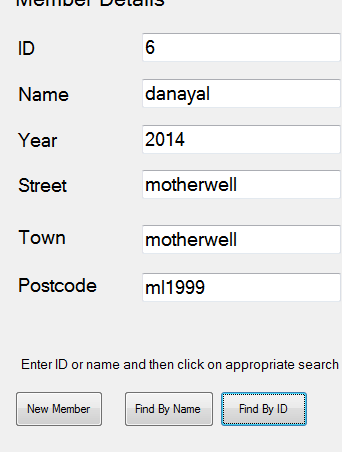 Member Details
ID 6
Name danayal
Year 2014
Street motherwell
Town motherwell
Postcode ml1999
Enter ID or name and then click on appropriate search
New Member Find By Name Find By ID